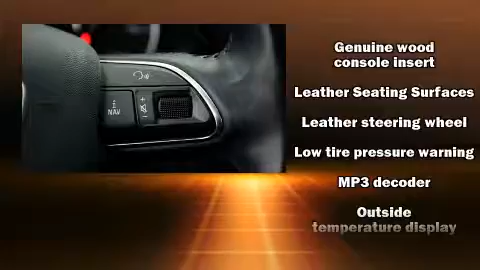 NAV
+
-
Genuine wood
console insert
Leather Seating Surfaces
Leather steering wheel
Low tire pressure warning
MP3 decoder
Outside
temperature display